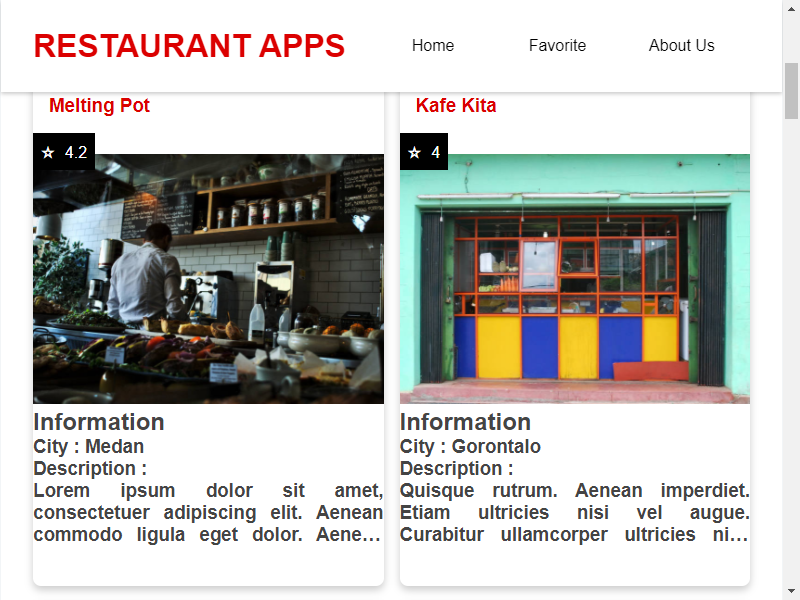 RESTAURANT APPS
Home Favorite About Us
Melting Pot
☆ 4.2
Information
City : Medan
Description :
Lorem ipsum dolor sit amet,
consectetuer adipiscing elit. Aenean
commodo ligula eget dolor. Aene...
Kafe Kita
☆ 4
Information
City : Gorontalo
Description :
Quisque rutrum. Aenean imperdiet.
Etiam ultricies nisi vel augue.
Curabitur ullamcorper ultricies ni...